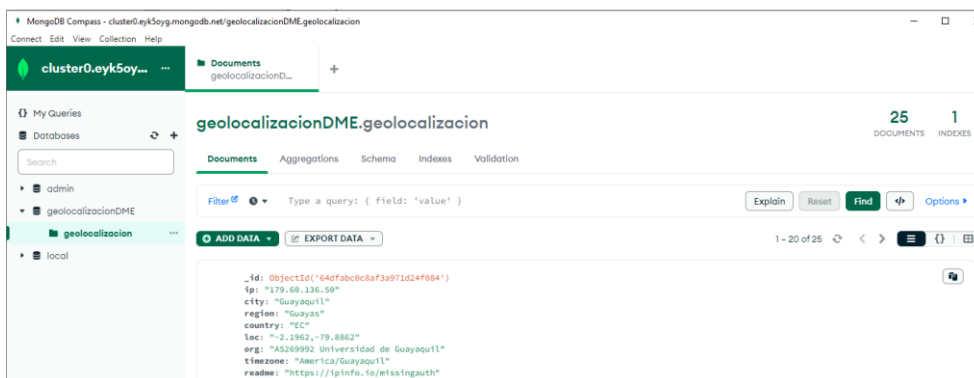 MongoDB Compass - cluster0.eyk5oyg.mongodb.net/geolocalizacionDME.geolocalizacion
Connect Edit View Collection Help
cluster0.eyk5oy... ...
Documents
geolocalizacionD...
+
{} My Queries
Databases
Search
admin
geolocalizacionDME
geolocalizacion ...
local
geolocalizacionDME.geolocalizacion
25
DOCUMENTS
1
INDEXES
Documents Aggregations Schema Indexes Validation
Filter Type a query: { field: 'value' }
Explain Reset Find </> Options
ADD DATA EXPORT DATA
1 – 20 of 25 < > {}
_id: ObjectId('64dfabc0c8af3a971d24f084')
ip: "179.60.136.50"
city: "Guayaquil"
region: "Guayas"
country: "EC"
loc: "-2.1962,-79.8862"
org: "AS269992 Universidad de Guayaquil"
timezone: "America/Guayaquil"
readme: "https://ipinfo.io/missingauth"